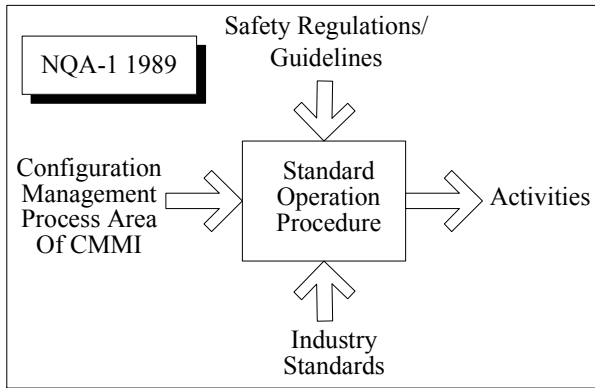 Safety Regulations/
Guidelines
NQA-1 1989
Configuration
Management
Process Area
Of CMMI
Standard
Operation
Procedure
Activities
Industry
Standards